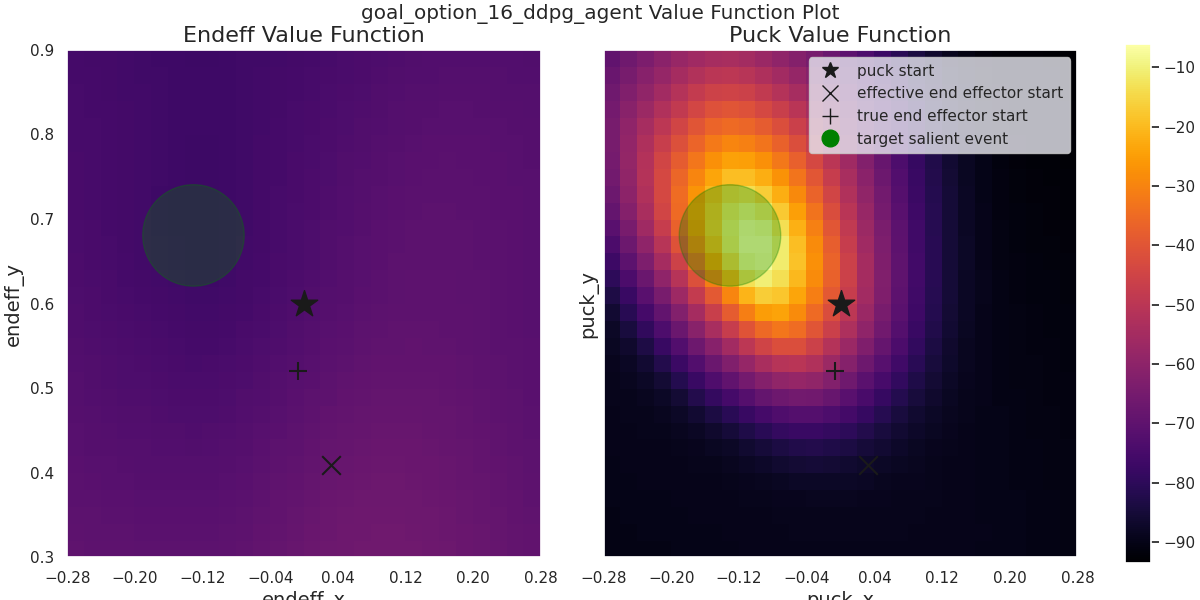 goal_option_16_ddpg_agent Value Function Plot
Endeff Value Function
Puck Value Function
puck start
effective end effector start
true end effector start
target salient event
endeff_y
0.9
0.8
0.7
0.6
0.5
0.4
0.3
−0.28 −0.20 −0.12 −0.04 0.04 0.12 0.20 0.28
endeff_x
puck_y
−0.28 −0.20 −0.12 −0.04 0.04 0.12 0.20 0.28
puck_x
−10
−20
−30
−40
−50
−60
−70
−80
−90